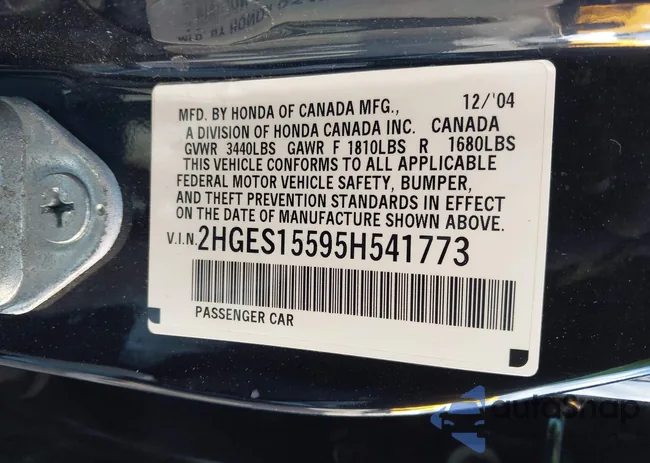 MFD. BY HONDA OF CANADA MFG., 12/'04
A DIVISION OF HONDA CANADA INC. CANADA
GVWR 3440LBS GAWR F 1810LBS R 1680LBS
THIS VEHICLE CONFORMS TO ALL APPLICABLE
FEDERAL MOTOR VEHICLE SAFETY, BUMPER,
AND THEFT PREVENTION STANDARDS IN EFFECT
ON THE DATE OF MANUFACTURE SHOWN ABOVE.
V.I.N. 2HGES15595H541773
PASSENGER CAR
autoSnap